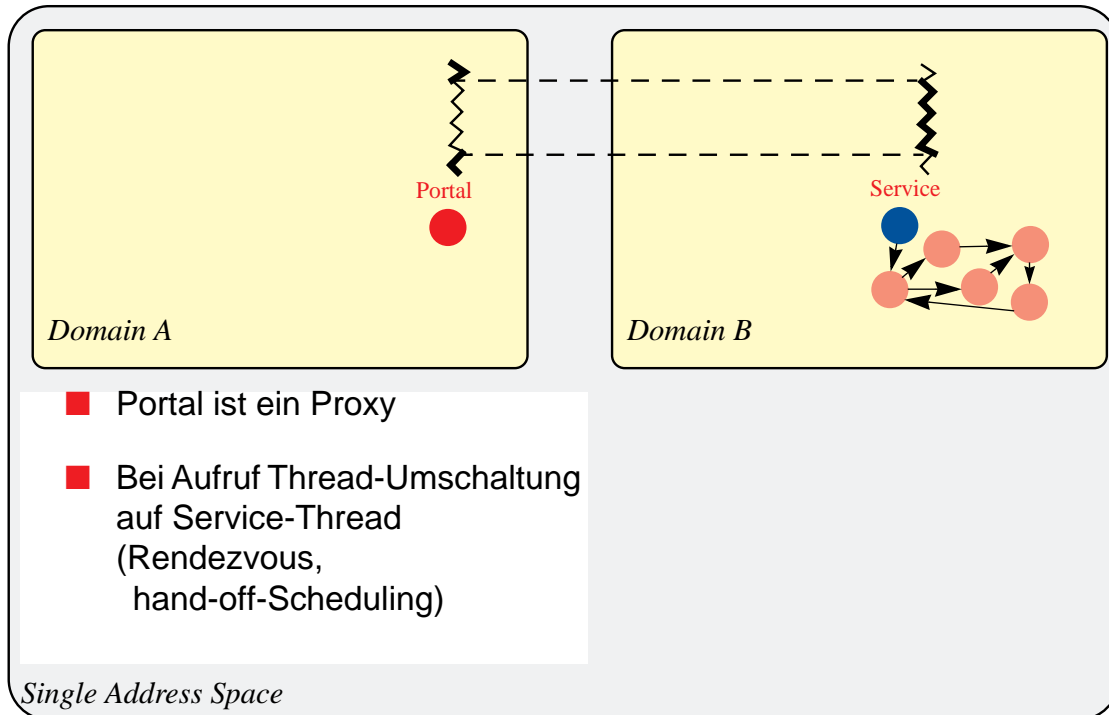 Portal
Service
Domain A
Domain B
Portal ist ein Proxy
Bei Aufruf Thread-Umschaltung
auf Service-Thread
(Rendezvous,
hand-off-Scheduling)
Single Address Space